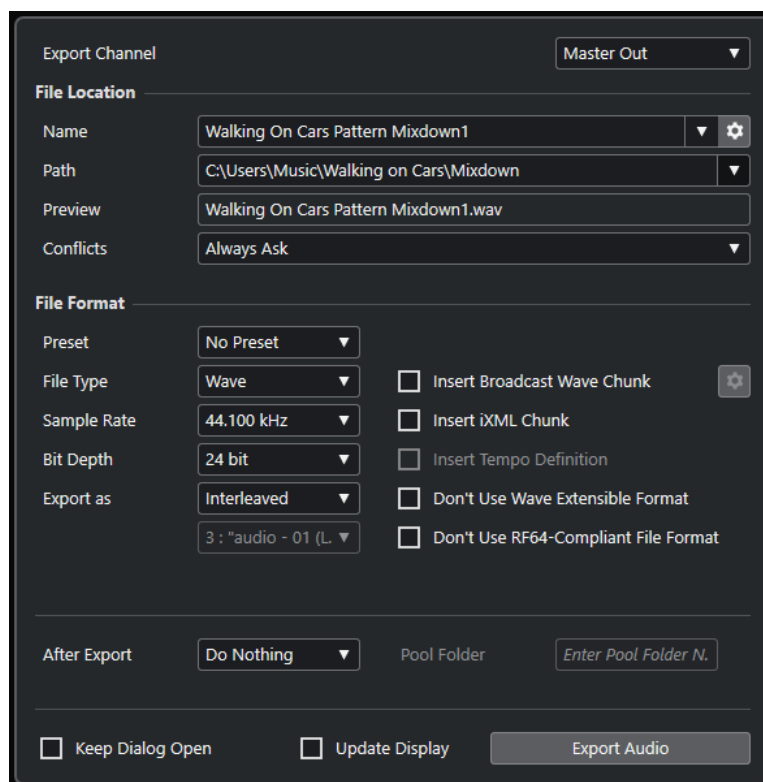 Export Channel Master Out
File Location
Name Walking On Cars Pattern Mixdown1
Path C:\Users\Music\Walking on Cars\Mixdown
Preview Walking On Cars Pattern Mixdown1.wav
Conflicts Always Ask
File Format
Preset No Preset
File Type Wave Insert Broadcast Wave Chunk
Sample Rate 44.100 kHz Insert iXML Chunk
Bit Depth 24 bit Insert Tempo Definition
Export as Interleaved Don't Use Wave Extensible Format
3 : "audio - 01 (L. Don't Use RF64-Compliant File Format
After Export Do Nothing Pool Folder Enter Pool Folder N.
Keep Dialog Open Update Display Export Audio